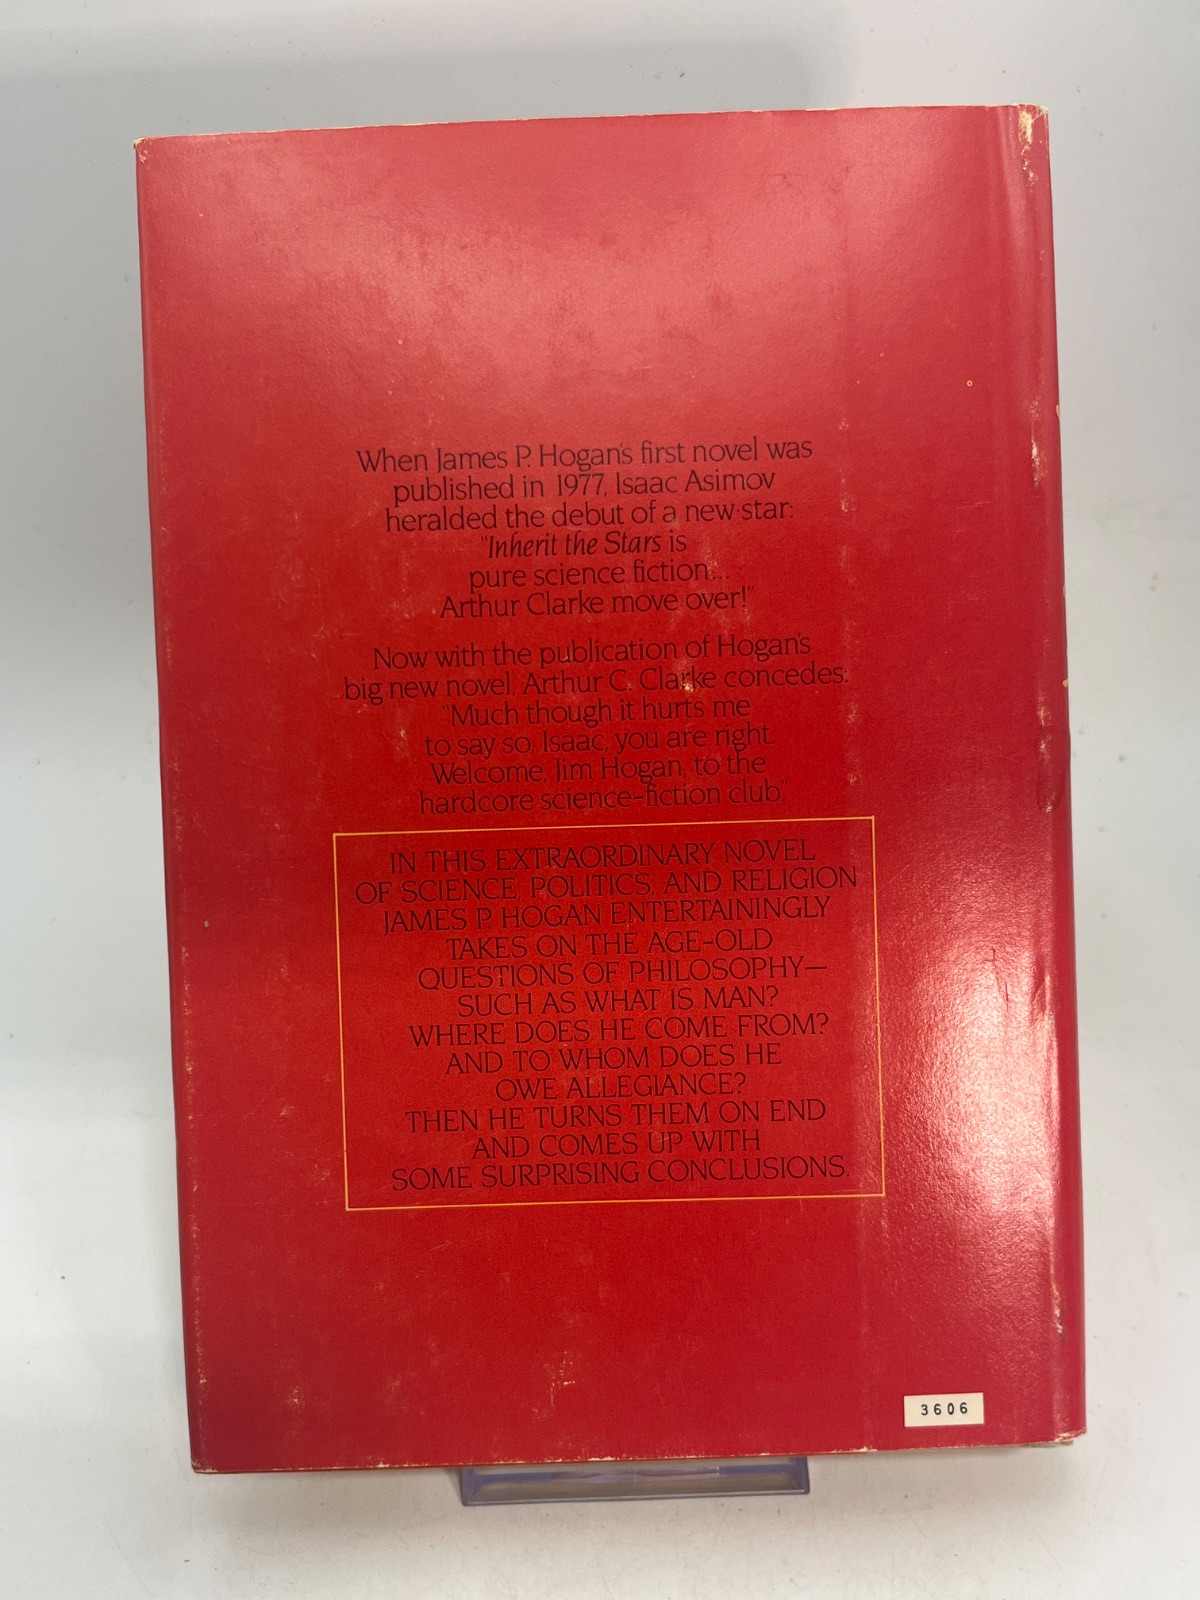 When James P. Hogan's first novel was
published in 1977, Isaac Asimov
heralded the debut of a new star:
"Inherit the Stars is
pure science fiction...
Arthur Clarke move over!"
Now with the publication of Hogan's
big new novel, Arthur C. Clarke concedes:
"Much though it hurts me
to say so, Isaac, you are right.
Welcome, Jim Hogan, to the
hardcore science-fiction club."
IN THIS EXTRAORDINARY NOVEL
OF SCIENCE, POLITICS, AND RELIGION
JAMES P. HOGAN ENTERTAININGLY
TAKES ON THE AGE-OLD
QUESTIONS OF PHILOSOPHY—
SUCH AS WHAT IS MAN?
WHERE DOES HE COME FROM?
AND TO WHOM DOES HE
OWE ALLEGIANCE?
THEN HE TURNS THEM ON END
AND COMES UP WITH
SOME SURPRISING CONCLUSIONS.
3606